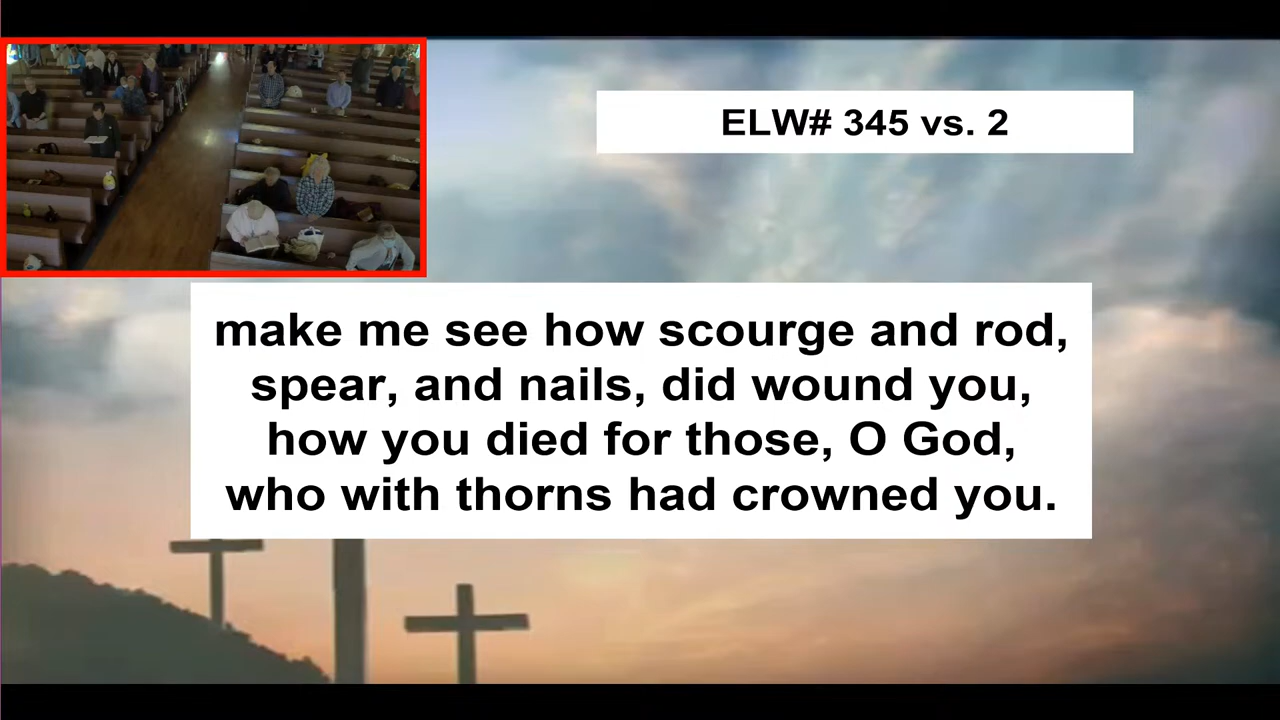 ELW# 345 vs. 2
make me see how scourge and rod,
spear, and nails, did wound you,
how you died for those, O God,
who with thorns had crowned you.